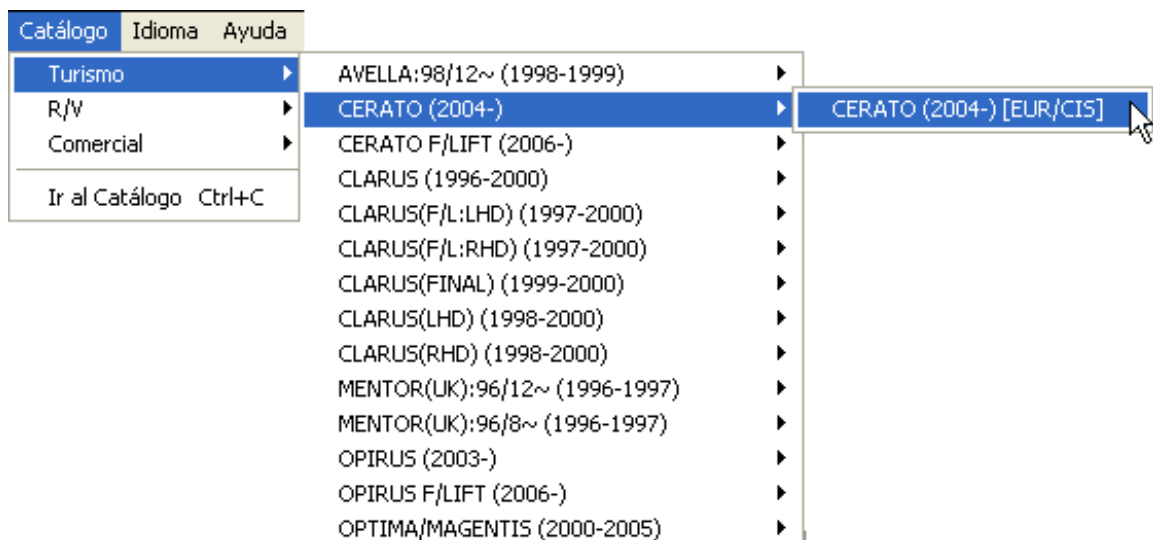 Catálogo Idioma Ayuda
Turismo
R/V
Comercial
Ir al Catálogo Ctrl+C
AVELLA:98/12~ (1998-1999)
CERATO (2004-)
CERATO F/LIFT (2006-)
CLARUS (1996-2000)
CLARUS(F/L:LHD) (1997-2000)
CLARUS(F/L:RHD) (1997-2000)
CLARUS(FINAL) (1999-2000)
CLARUS(LHD) (1998-2000)
CLARUS(RHD) (1998-2000)
MENTOR(UK):96/12~ (1996-1997)
MENTOR(UK):96/8~ (1996-1997)
OPIRUS (2003-)
OPIRUS F/LIFT (2006-)
OPTIMA/MAGENTIS (2000-2005)
CERATO (2004-) [EUR/CIS]